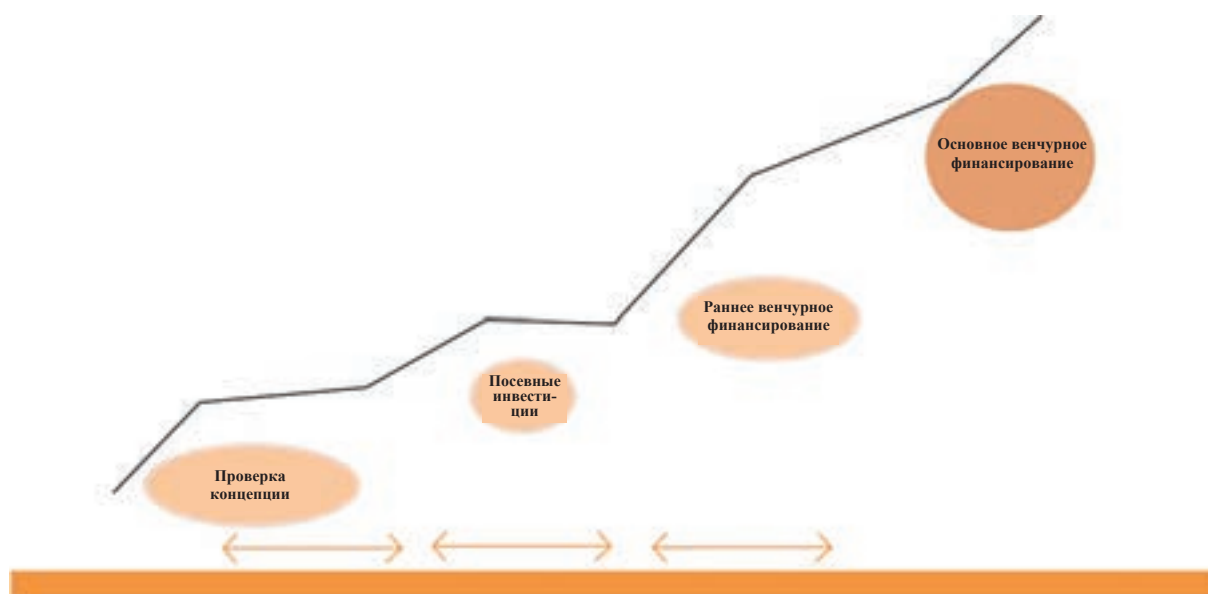 Основное венчурное
финансирование
Раннее венчурное
финансирование
Посевные
инвести-
ции
Проверка
концепции